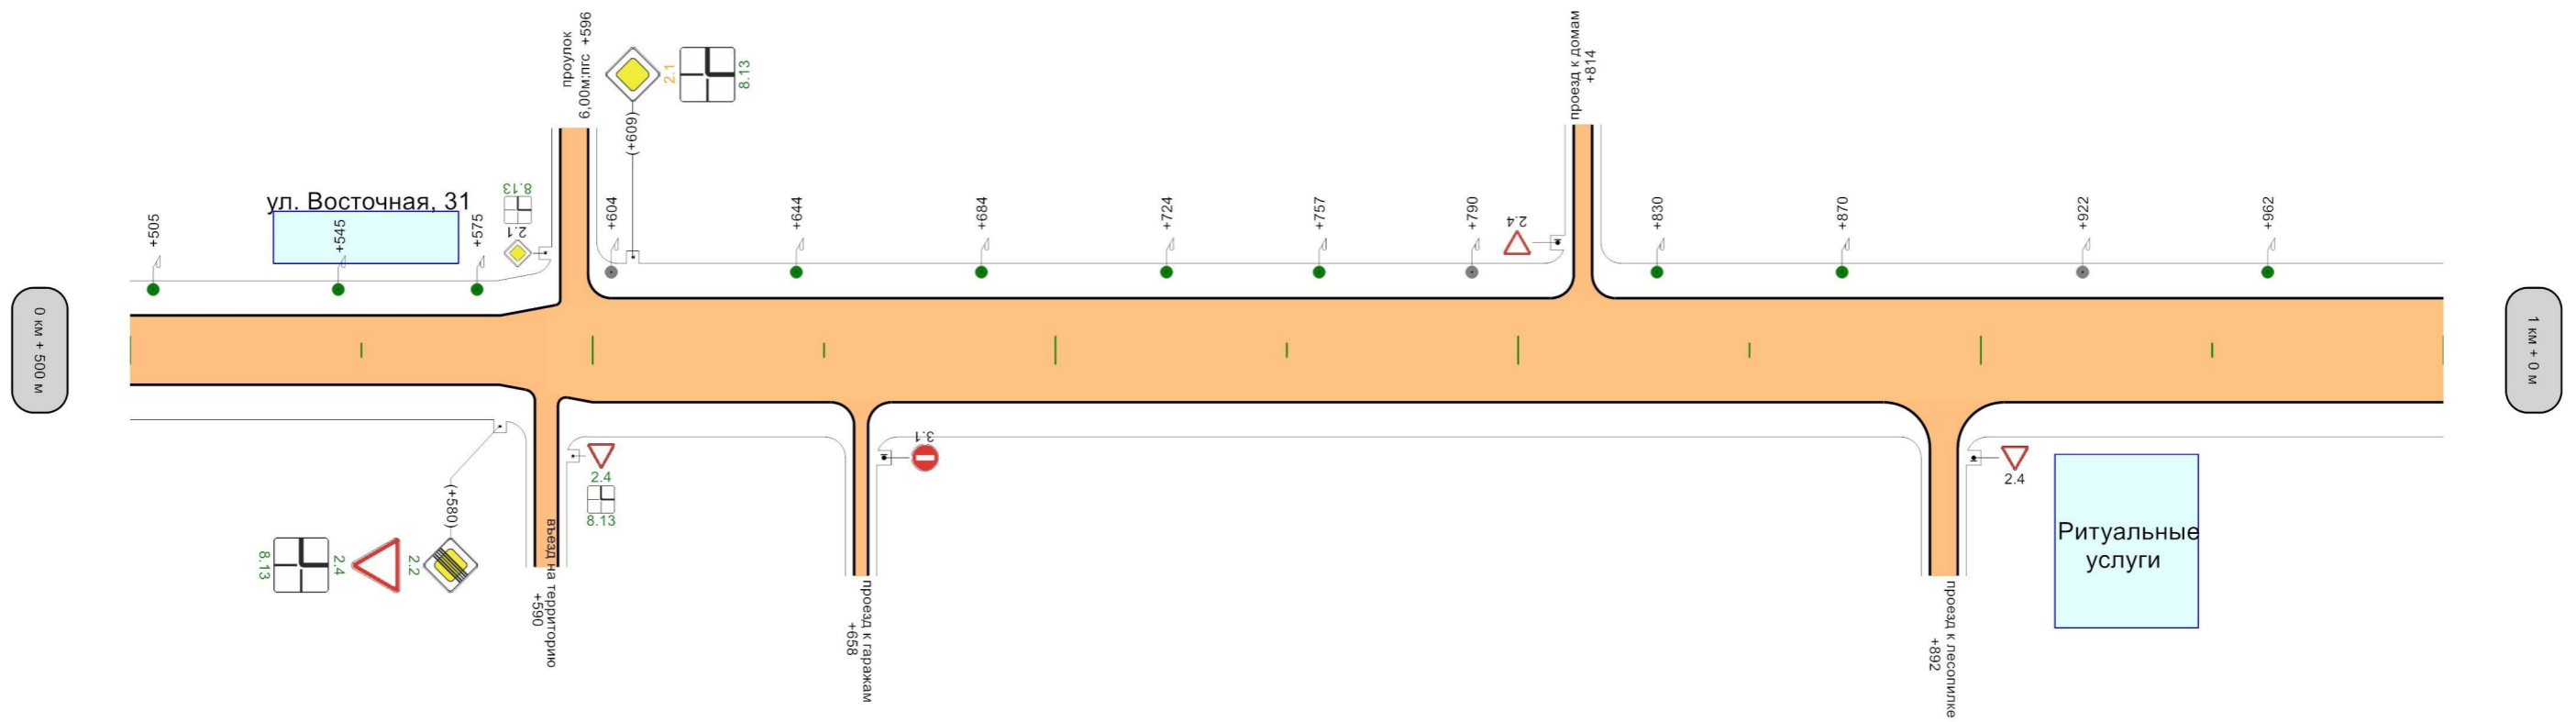 проулок
6,00м;пгс +596
2.1
8.13
(+609)
проезд к домам
+814
ул. Восточная, 31
8.13
2.1
+505
+545
+575
+604
+644
+684
+724
+757
+790
2.4
+830
+870
+922
+962
0 км + 500 м
1 км + 0 м
(+580)
8.13
2.4
2.2
2.4
8.13
въезд на территорию
+590
3.1
проезд к гаражам
+658
2.4
проезд к лесопилке
+892
Ритуальные
услуги